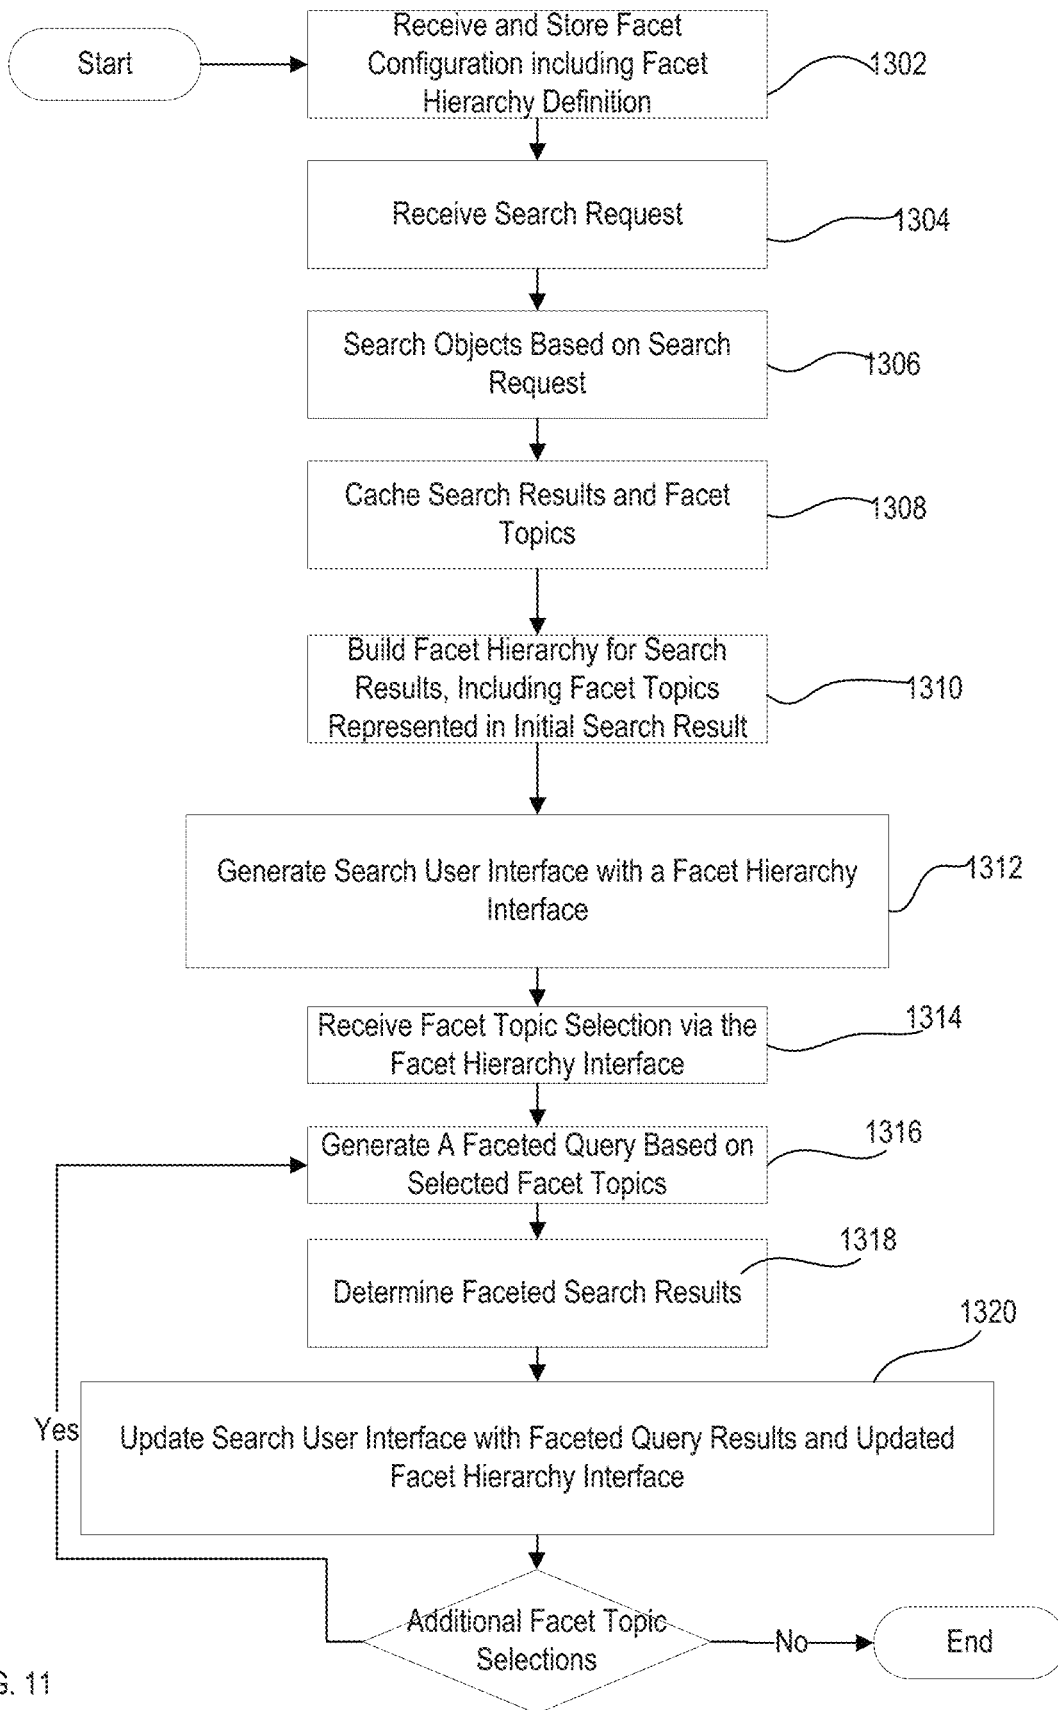 Start
Receive and Store Facet
Configuration including Facet
Hierarchy Definition
1302
Receive Search Request
1304
Search Objects Based on Search
Request
1306
Cache Search Results and Facet
Topics
1308
Build Facet Hierarchy for Search
Results, Including Facet Topics
Represented in Initial Search Result
1310
Generate Search User Interface with a Facet Hierarchy
Interface
1312
Receive Facet Topic Selection via the
Facet Hierarchy Interface
1314
Generate A Faceted Query Based on
Selected Facet Topics
1316
Determine Faceted Search Results
1318
1320
Update Search User Interface with Faceted Query Results and Updated
Facet Hierarchy Interface
Yes
Additional Facet Topic
Selections
No
End
G. 11